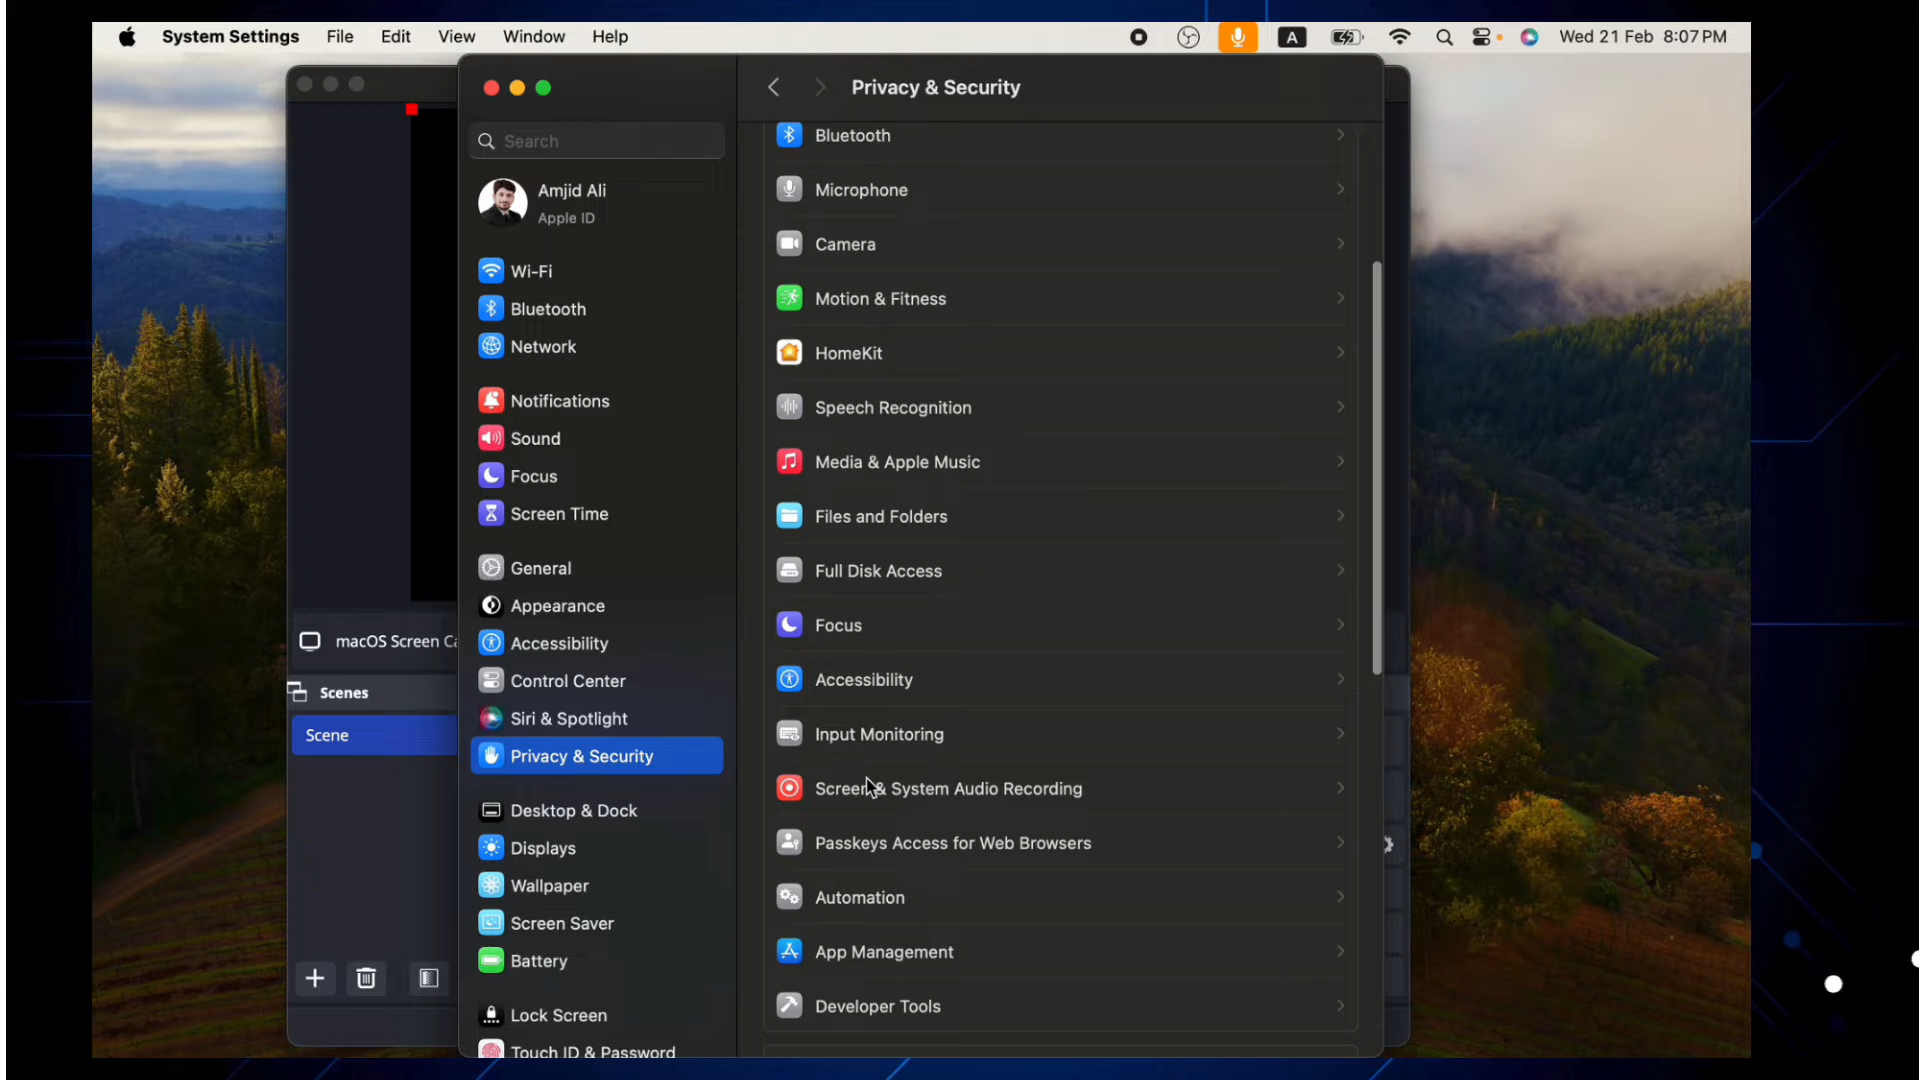 System Settings File Edit View Window Help A Wed 21 Feb 8:07 PM
Privacy & Security
Search
Amjid Ali
Apple ID
Wi-Fi
Bluetooth
Network
Notifications
Sound
Focus
Screen Time
General
Appearance
Accessibility
Control Center
Siri & Spotlight
Privacy & Security
Desktop & Dock
Displays
Wallpaper
Screen Saver
Battery
Lock Screen
Touch ID & Password
Bluetooth
Microphone
Camera
Motion & Fitness
HomeKit
Speech Recognition
Media & Apple Music
Files and Folders
Full Disk Access
Focus
Accessibility
Input Monitoring
Screen & System Audio Recording
Passkeys Access for Web Browsers
Automation
App Management
Developer Tools
macOS Screen
Scenes
Scene